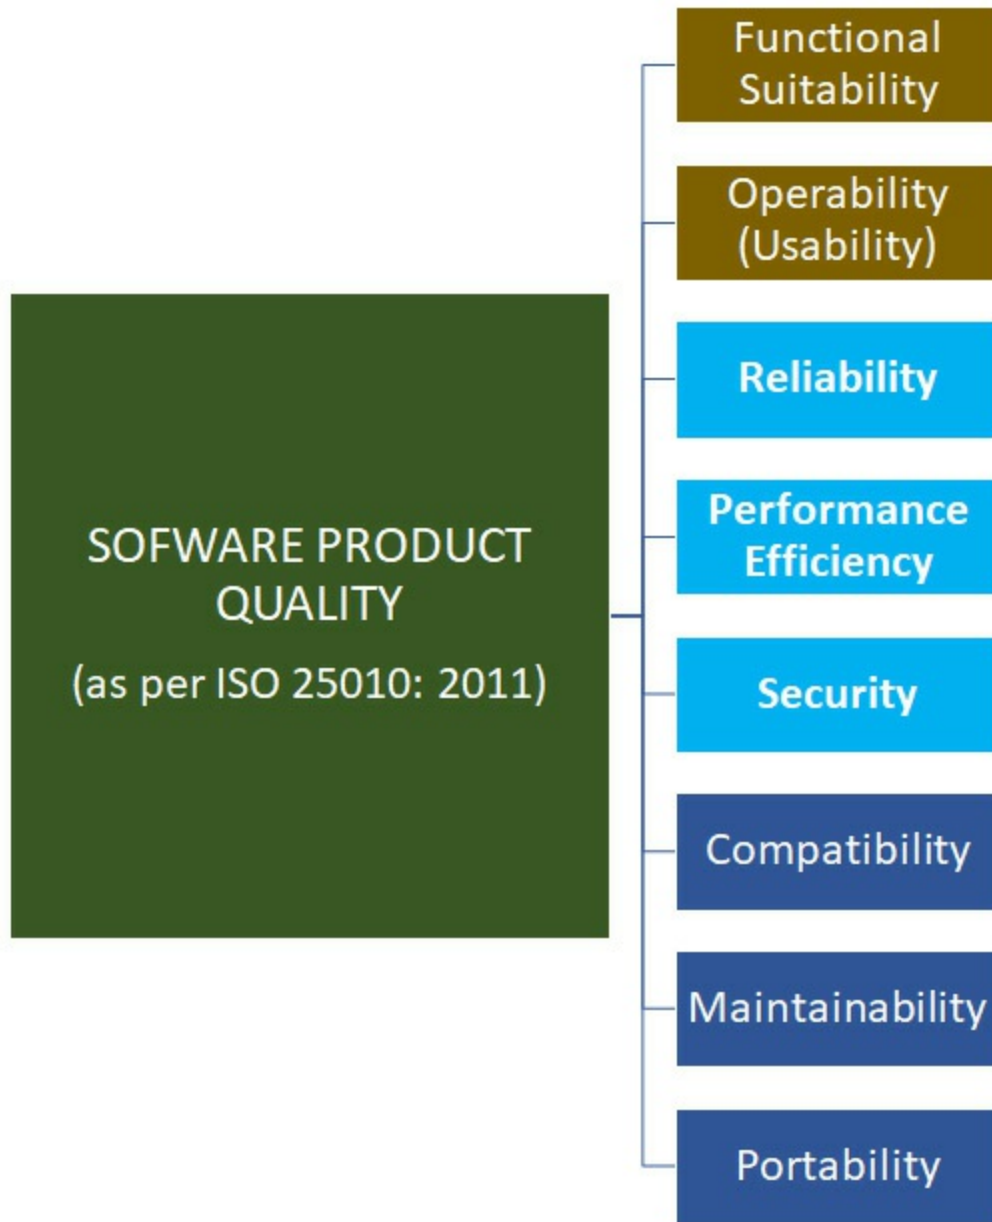 SOFWARE PRODUCT
QUALITY
(as per ISO 25010: 2011)
Functional
Suitability
Operability
(Usability)
Reliability
Performance
Efficiency
Security
Compatibility
Maintainability
Portability